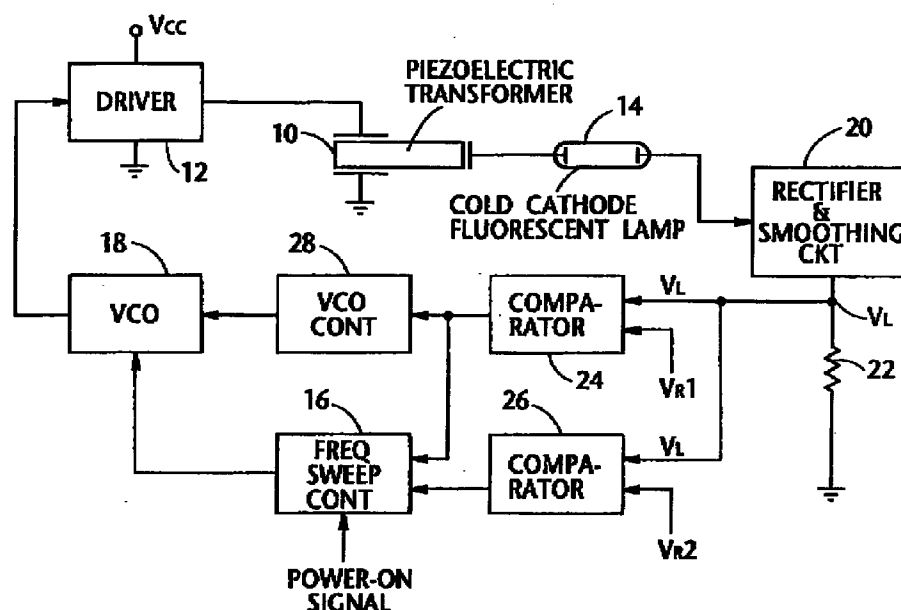 VCC
DRIVER
12
PIEZOELECTRIC
TRANSFORMER
10
14
COLD CATHODE
FLUORESCENT LAMP
20
RECTIFIER
&
SMOOTHING
CKT
18
VCO
28
VCO
CONT
COMPA-
RATOR
24
VL
VR1
VL
22
16
FREQ
SWEEP
CONT
26
COMPA-
RATOR
VL
VR2
POWER-ON
SIGNAL